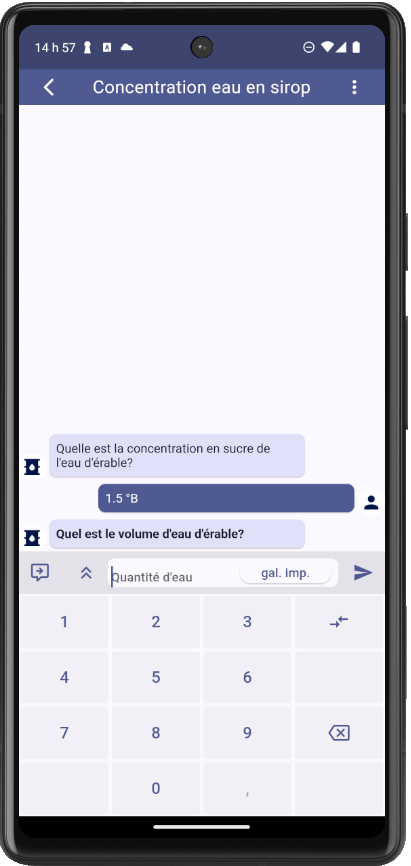 14 h 57
Concentration eau en sirop
Quelle est la concentration en sucre de
l'eau d'érable?
1.5 °B
Quel est le volume d'eau d'érable?
Quantité d'eau
gal. imp.
1 2 3
4 5 6
7 8 9
0 ,